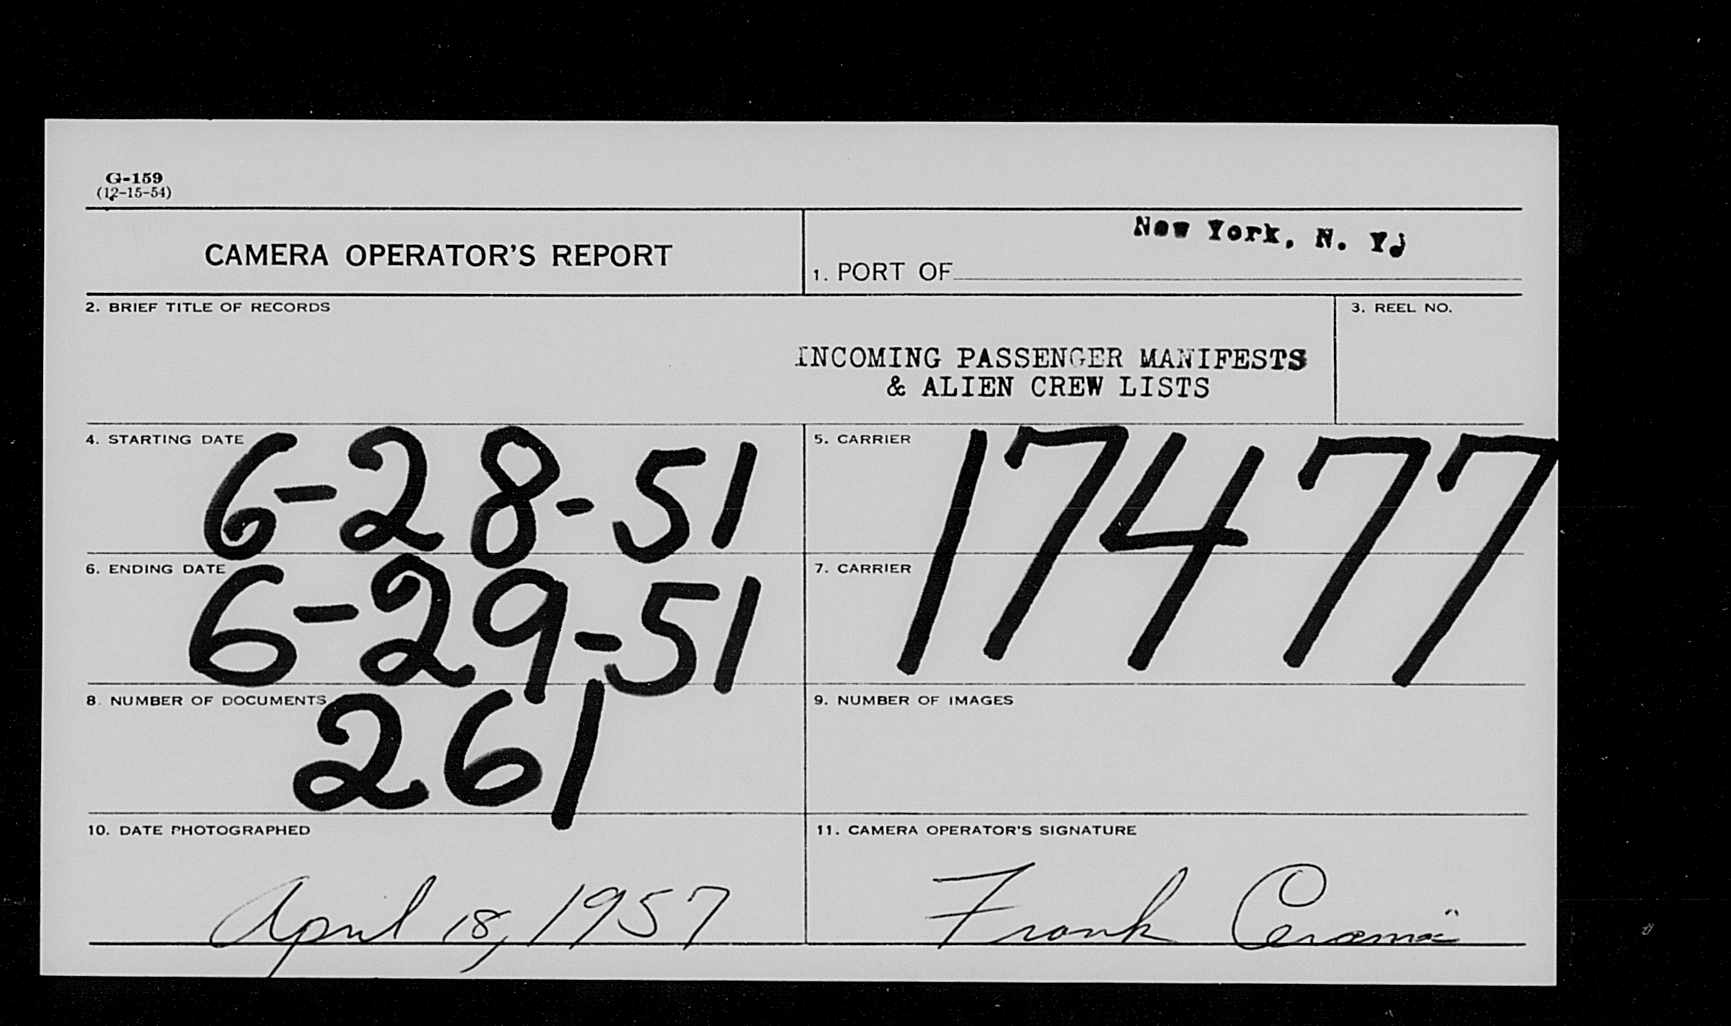 G-159
(12-15-54)
CAMERA OPERATOR'S REPORT
New York, N. Y.
1. PORT OF
2. BRIEF TITLE OF RECORDS
3. REEL NO.
INCOMING PASSENGER MANIFESTS
& ALIEN CREW LISTS
4. STARTING DATE
6-28-51
5. CARRIER
17477
6. ENDING DATE
6-29-51
7. CARRIER
8. NUMBER OF DOCUMENTS
261
9. NUMBER OF IMAGES
10. DATE PHOTOGRAPHED
April 18, 1957
11. CAMERA OPERATOR'S SIGNATURE
Frank